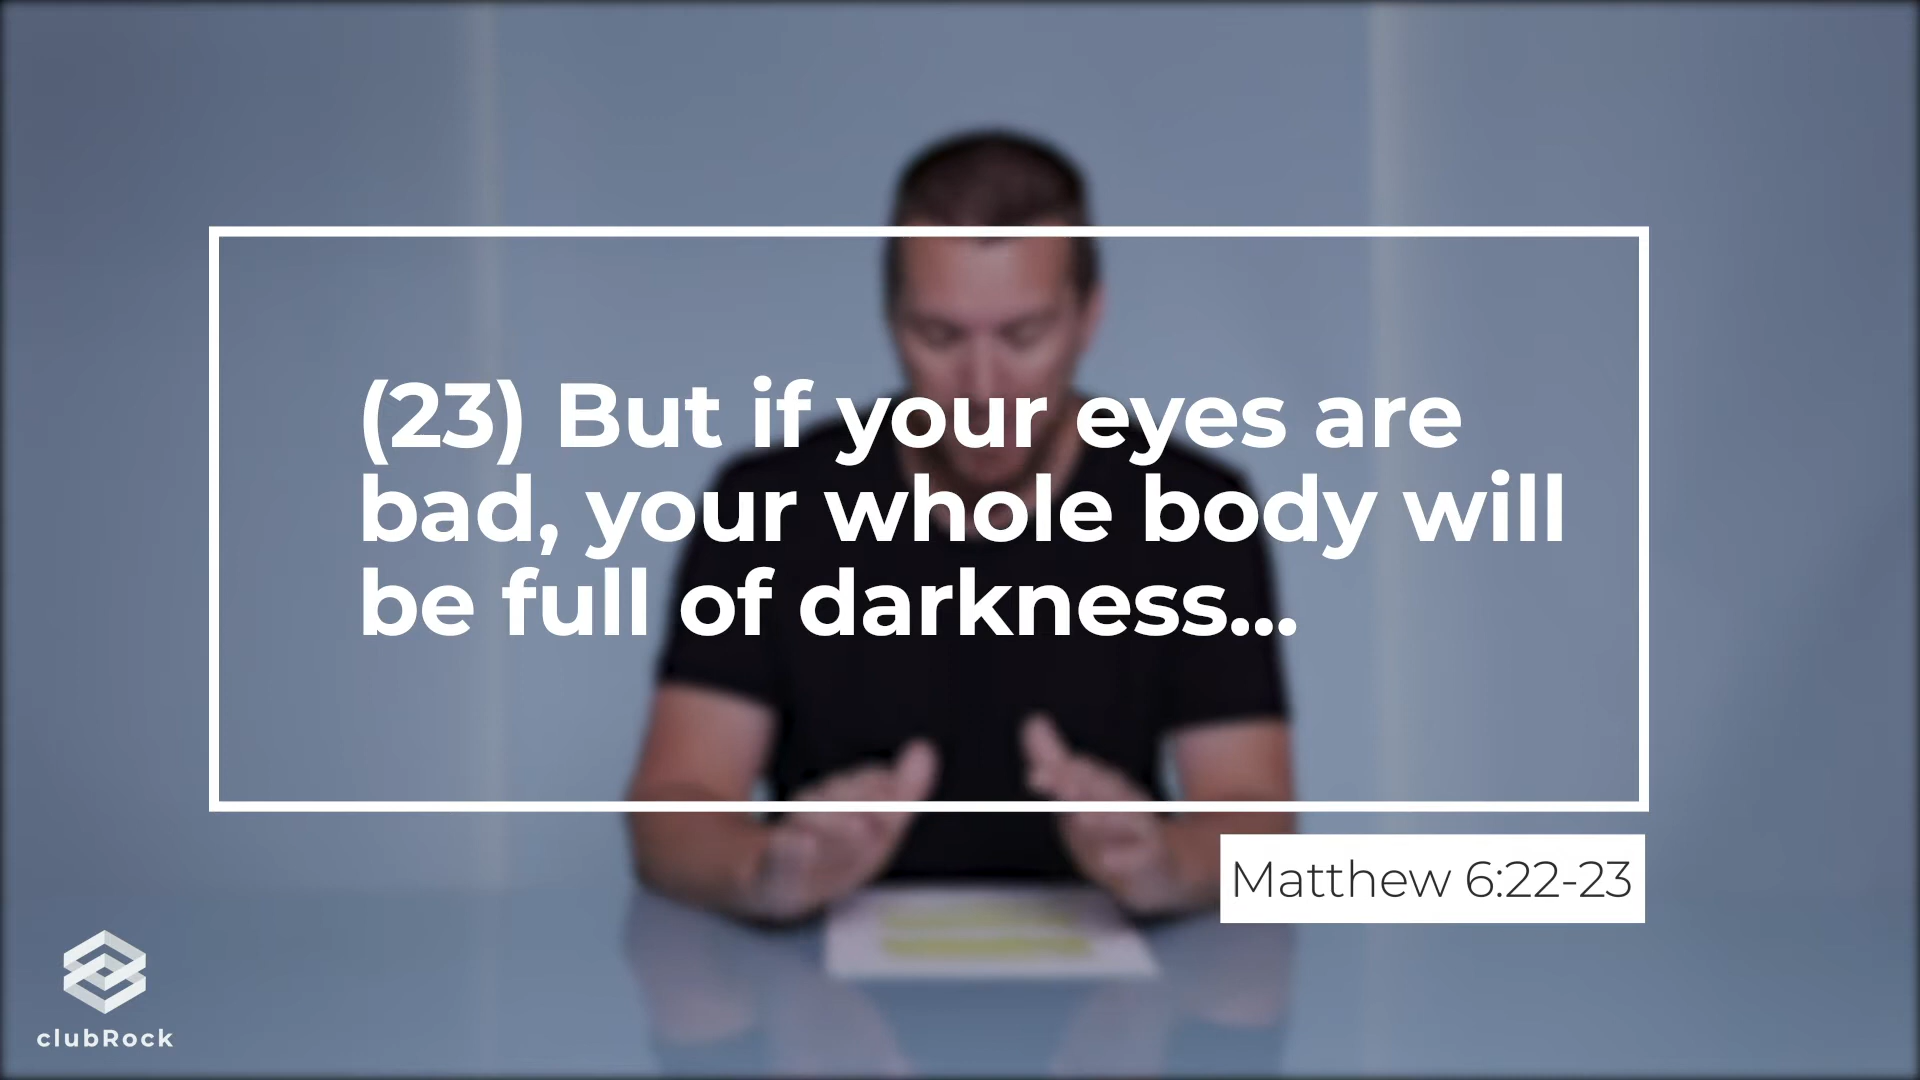 (23) But if your eyes are
bad, your whole body will
be full of darkness...
Matthew 6:22-23
clubRock